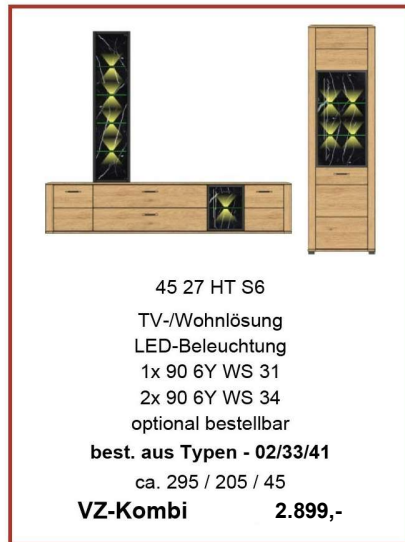 45 27 HT S6
TV-/Wohnlösung
LED-Beleuchtung
1x 90 6Y WS 31
2x 90 6Y WS 34
optional bestellbar
best. aus Typen - 02/33/41
ca. 295 / 205 / 45
VZ-Kombi 2.899,-